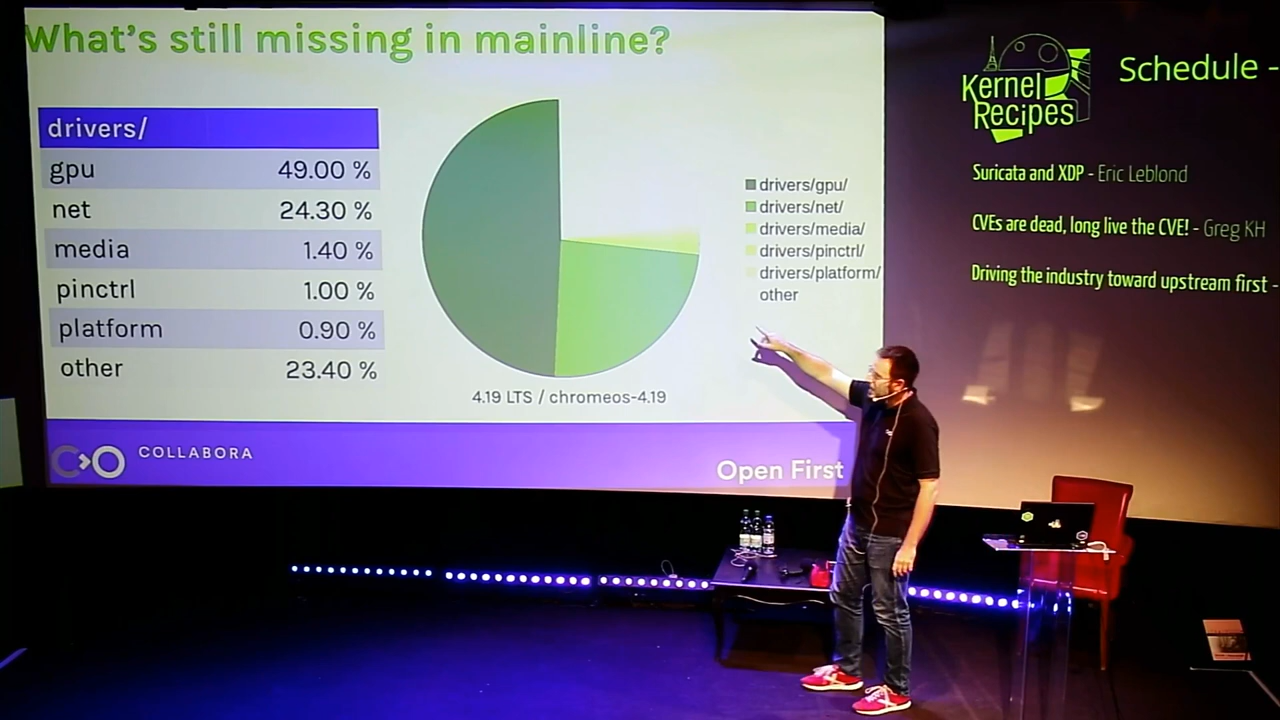 What's still missing in mainline?
drivers/
gpu 49.00 %
net 24.30 %
media 1.40 %
pinctrl 1.00 %
platform 0.90 %
other 23.40 %
drivers/gpu/
drivers/net/
drivers/media/
drivers/pinctrl/
drivers/platform/
other
4.19 LTS / chromeos-4.19
COLLABORA
Open First
Kernel
Recipes
Schedule -
Suricata and XDP - Eric Leblond
CVEs are dead, long live the CVE! - Greg KH
Driving the industry toward upstream first -